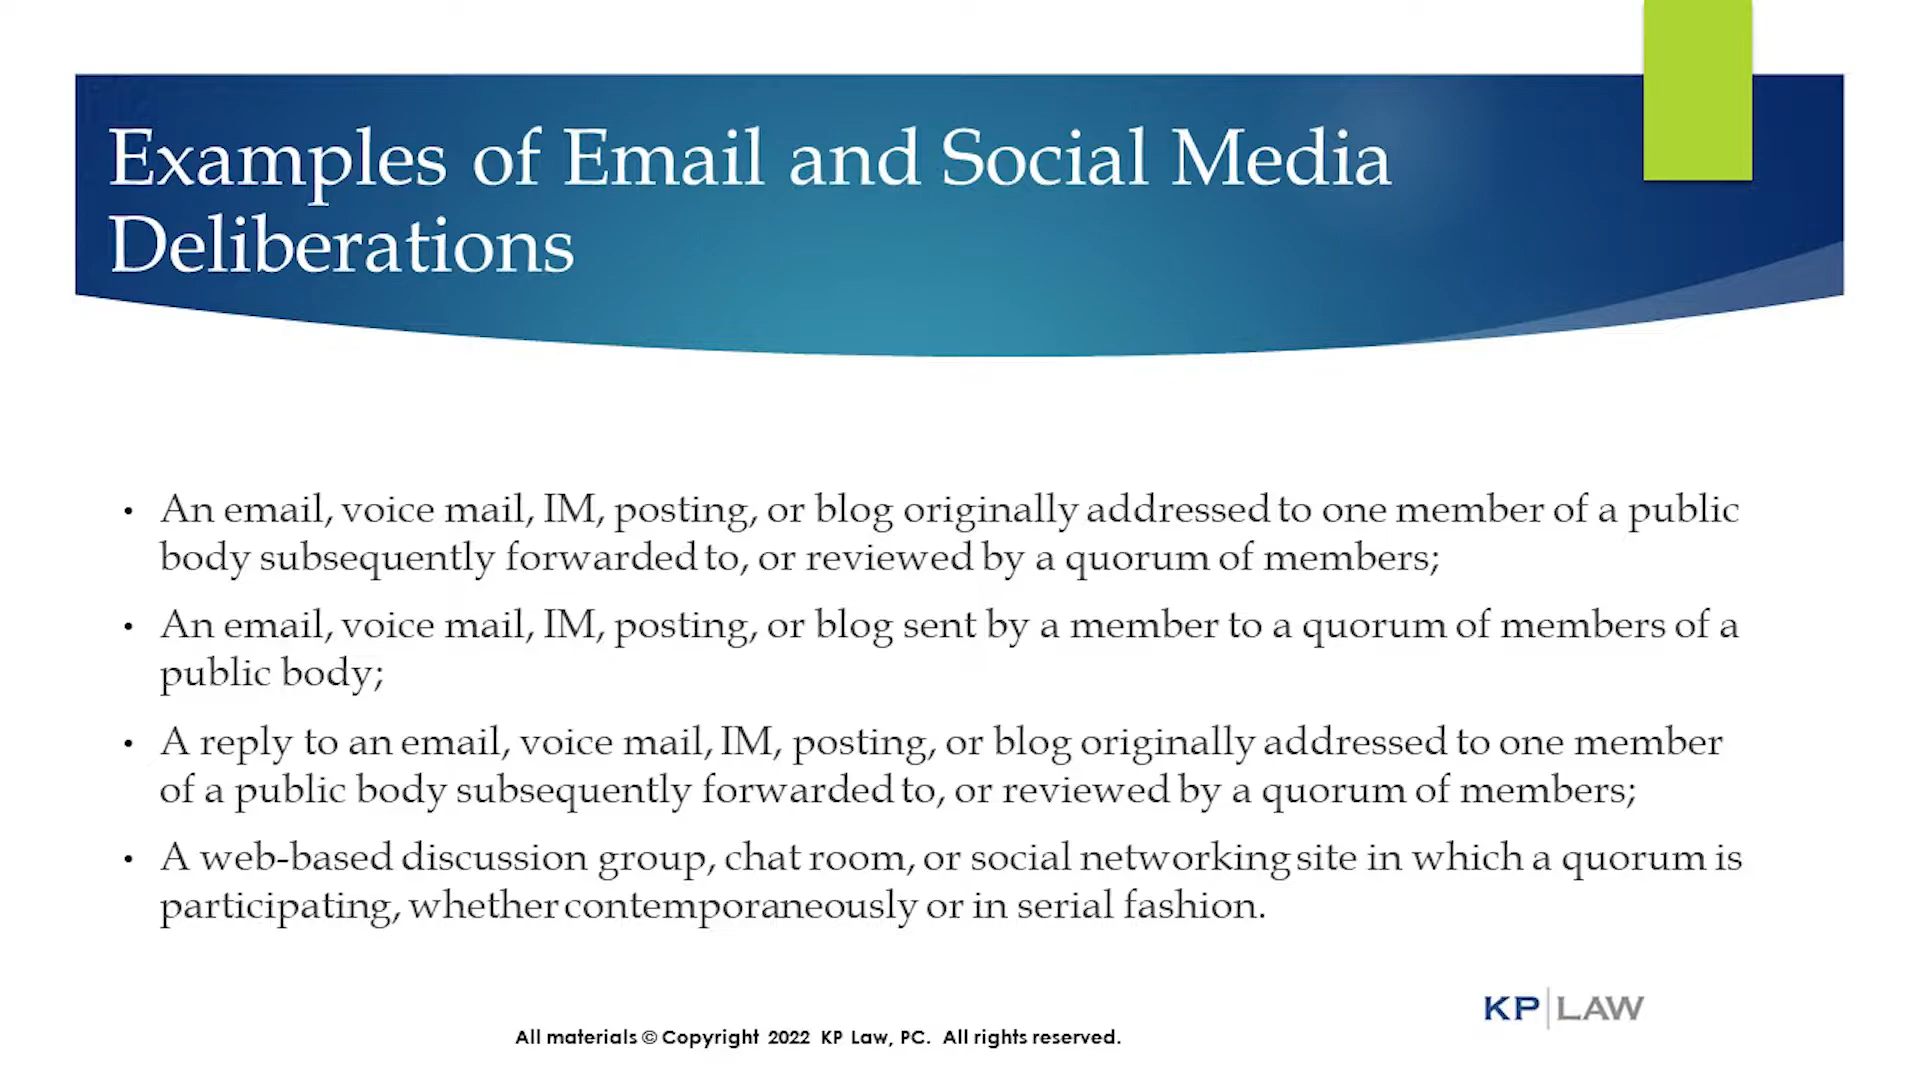 Examples of Email and Social Media
Deliberations
• An email, voice mail, IM, posting, or blog originally addressed to one member of a public
body subsequently forwarded to, or reviewed by a quorum of members;
• An email, voice mail, IM, posting, or blog sent by a member to a quorum of members of a
public body;
• A reply to an email, voice mail, IM, posting, or blog originally addressed to one member
of a public body subsequently forwarded to, or reviewed by a quorum of members;
• A web-based discussion group, chat room, or social networking site in which a quorum is
participating, whether contemporaneously or in serial fashion.
KP|LAW
All materials © Copyright 2022 KP Law, PC. All rights reserved.